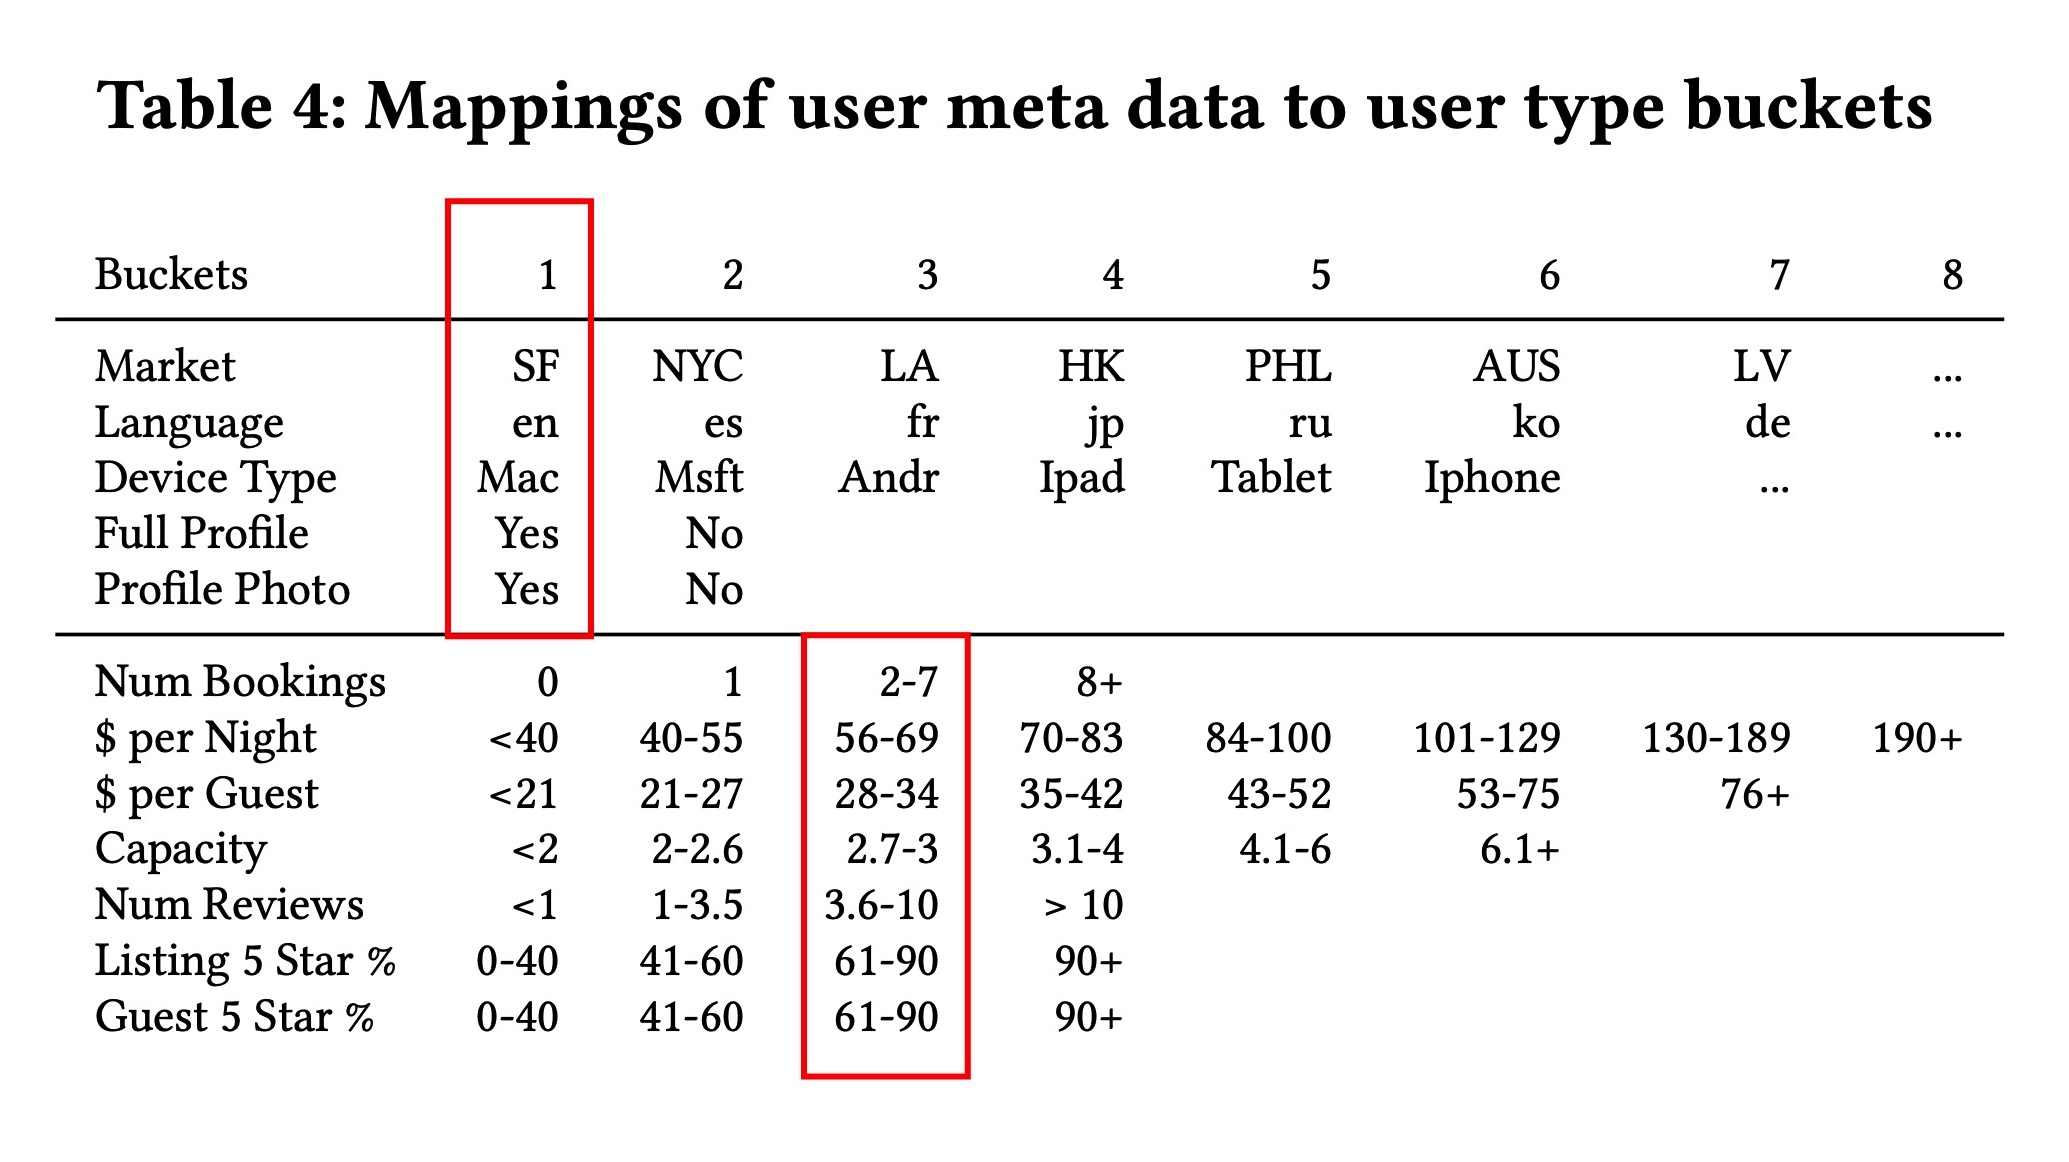 Table 4: Mappings of user meta data to user type buckets
Buckets 1 2 3 4 5 6 7 8
Market SF NYC LA HK PHL AUS LV ...
Language en es fr jp ru ko de ...
Device Type Mac Msft Andr Ipad Tablet Iphone ...
Full Profile Yes No
Profile Photo Yes No
Num Bookings 0 1 2-7 8+
$ per Night <40 40-55 56-69 70-83 84-100 101-129 130-189 190+
$ per Guest <21 21-27 28-34 35-42 43-52 53-75 76+
Capacity <2 2-2.6 2.7-3 3.1-4 4.1-6 6.1+
Num Reviews <1 1-3.5 3.6-10 > 10
Listing 5 Star % 0-40 41-60 61-90 90+
Guest 5 Star % 0-40 41-60 61-90 90+